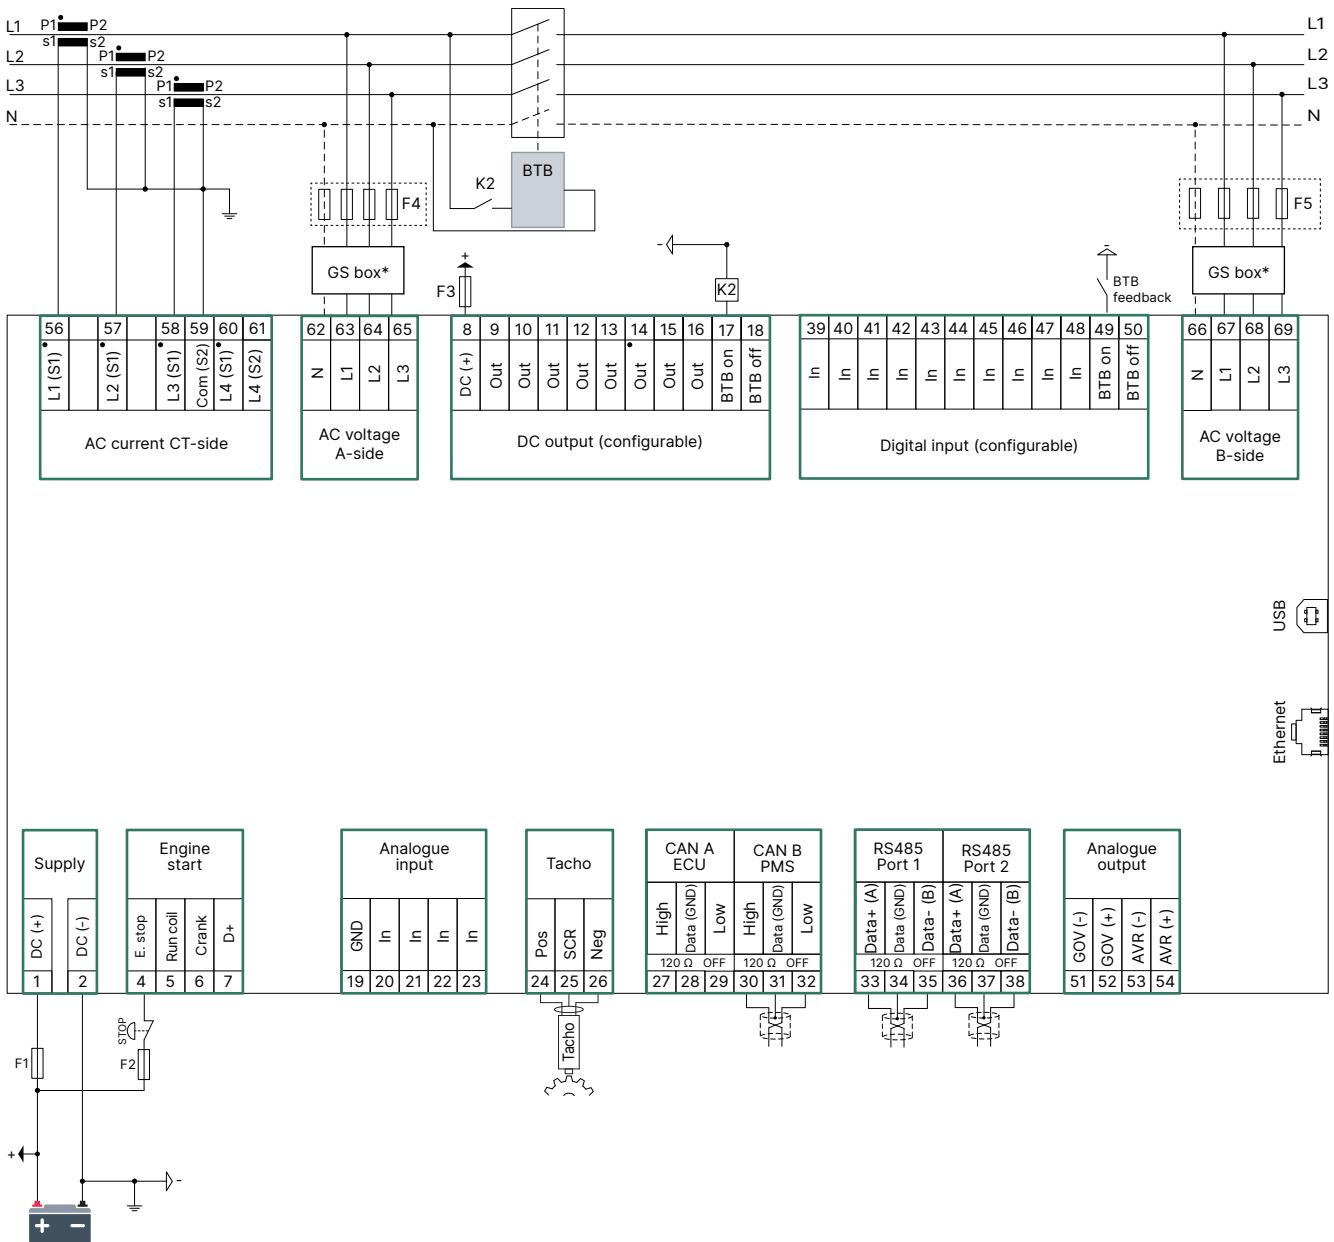 L1 P1 P2 L1
s1 s2
L2 P1 P2 L2
s1 s2
L3 P1 P2 L3
s1 s2
N N
BTB
K2
F4 F5
GS box* GS box*
- -
+
F3 K2 BTB
feedback
56 57 58 59 60 61
L1 (S1) L2 (S1) L3 (S1) Com (S2) L4 (S1) L4 (S2)
AC current CT-side
62 63 64 65
N L1 L2 L3
AC voltage
A-side
8 9 10 11 12 13 14 15 16 17 18
DC (+) Out Out Out Out Out Out Out Out BTB on BTB off
DC output (configurable)
39 40 41 42 43 44 45 46 47 48 49 50
In In In In In In In In In In BTB on BTB off
Digital input (configurable)
66 67 68 69
N L1 L2 L3
AC voltage
B-side
USB
Ethernet
Supply
DC (+) DC (-)
1 2
Engine
start
E. stop Run coil Crank D+
4 5 6 7
Analogue
input
GND In In In In
19 20 21 22 23
Tacho
Pos SCR Neg
24 25 26
CAN A
ECU
High Data (GND) Low
120 Ω OFF
27 28 29
CAN B
PMS
High Data (GND) Low
120 Ω OFF
30 31 32
RS485
Port 1
Data+ (A) Data (GND) Data- (B)
120 Ω OFF
33 34 35
RS485
Port 2
Data+ (A) Data (GND) Data- (B)
120 Ω OFF
36 37 38
Analogue
output
GOV (-) GOV (+) AVR (-) AVR (+)
51 52 53 54
STOP
F1 F2
Tacho
+ -
+ −